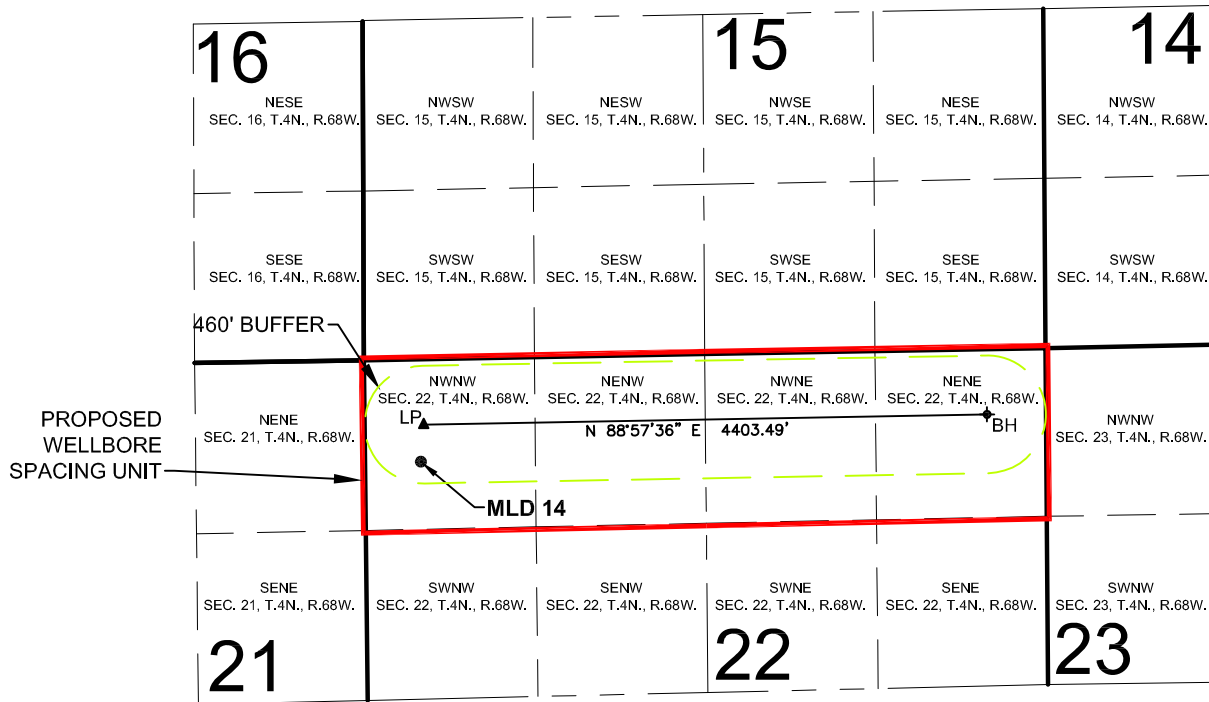 16
15
14
NESE
SEC. 16, T.4N., R.68W.
NWSW
SEC. 15, T.4N., R.68W.
NESW
SEC. 15, T.4N., R.68W.
NWSE
SEC. 15, T.4N., R.68W.
NESE
SEC. 15, T.4N., R.68W.
NWSW
SEC. 14, T.4N., R.68W.
SESE
SEC. 16, T.4N., R.68W.
SWSW
SEC. 15, T.4N., R.68W.
SESW
SEC. 15, T.4N., R.68W.
SWSE
SEC. 15, T.4N., R.68W.
SESE
SEC. 15, T.4N., R.68W.
SWSW
SEC. 14, T.4N., R.68W.
460' BUFFER
NWNW
SEC. 22, T.4N., R.68W.
NENW
SEC. 22, T.4N., R.68W.
NWNE
SEC. 22, T.4N., R.68W.
NENE
SEC. 22, T.4N., R.68W.
PROPOSED
WELLBORE
SPACING UNIT
NENE
SEC. 21, T.4N., R.68W.
LP
N 88°57'36" E 4403.49'
BH
NWNW
SEC. 23, T.4N., R.68W.
MLD 14
SENE
SEC. 21, T.4N., R.68W.
SWNW
SEC. 22, T.4N., R.68W.
SENW
SEC. 22, T.4N., R.68W.
SWNE
SEC. 22, T.4N., R.68W.
SENE
SEC. 22, T.4N., R.68W.
SWNW
SEC. 23, T.4N., R.68W.
21
22
23